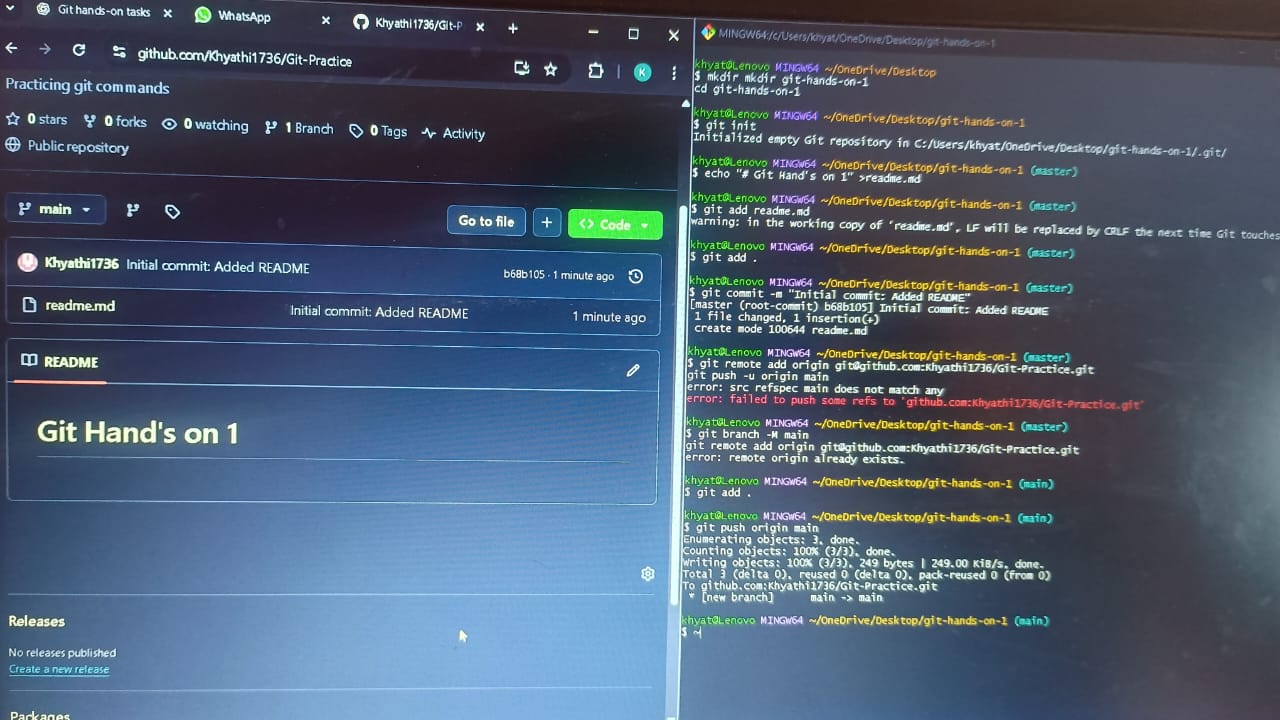 Git hands-on tasks
WhatsApp
Khyathi1736/Git-P
github.com/Khyathi1736/Git-Practice
K
Practicing git commands
0 stars 0 forks 0 watching 1 Branch 0 Tags Activity
Public repository
main
Go to file + <> Code
Khyathi1736 Initial commit: Added README b68b105 · 1 minute ago
readme.md Initial commit: Added README 1 minute ago
README
Git Hand's on 1
Releases
No releases published
Create a new release
Packages
MINGW64:/c/Users/khyat/OneDrive/Desktop/git-hands-on-1
khyat@Lenovo MINGW64 ~/OneDrive/Desktop
$ mkdir mkdir git-hands-on-1
cd git-hands-on-1
khyat@Lenovo MINGW64 ~/OneDrive/Desktop/git-hands-on-1
$ git init
Initialized empty Git repository in C:/Users/khyat/OneDrive/Desktop/git-hands-on-1/.git/
khyat@Lenovo MINGW64 ~/OneDrive/Desktop/git-hands-on-1 (master)
$ echo "# Git Hand's on 1" >readme.md
khyat@Lenovo MINGW64 ~/OneDrive/Desktop/git-hands-on-1 (master)
$ git add readme.md
warning: in the working copy of 'readme.md', LF will be replaced by CRLF the next time Git touches
khyat@Lenovo MINGW64 ~/OneDrive/Desktop/git-hands-on-1 (master)
$ git add .
khyat@Lenovo MINGW64 ~/OneDrive/Desktop/git-hands-on-1 (master)
$ git commit -m "Initial commit: Added README"
[master (root-commit) b68b105] Initial commit: Added README
1 file changed, 1 insertion(+)
create mode 100644 readme.md
khyat@Lenovo MINGW64 ~/OneDrive/Desktop/git-hands-on-1 (master)
$ git remote add origin git@github.com:Khyathi1736/Git-Practice.git
git push -u origin main
error: src refspec main does not match any
error: failed to push some refs to 'github.com:Khyathi1736/Git-Practice.git'
khyat@Lenovo MINGW64 ~/OneDrive/Desktop/git-hands-on-1 (master)
$ git branch -M main
git remote add origin git@github.com:Khyathi1736/Git-Practice.git
error: remote origin already exists.
khyat@Lenovo MINGW64 ~/OneDrive/Desktop/git-hands-on-1 (main)
$ git add .
khyat@Lenovo MINGW64 ~/OneDrive/Desktop/git-hands-on-1 (main)
$ git push origin main
Enumerating objects: 3, done.
Counting objects: 100% (3/3), done.
Writing objects: 100% (3/3), 249 bytes | 249.00 KiB/s, done.
Total 3 (delta 0), reused 0 (delta 0), pack-reused 0 (from 0)
To github.com:Khyathi1736/Git-Practice.git
* [new branch] main -> main
khyat@Lenovo MINGW64 ~/OneDrive/Desktop/git-hands-on-1 (main)
$ ~